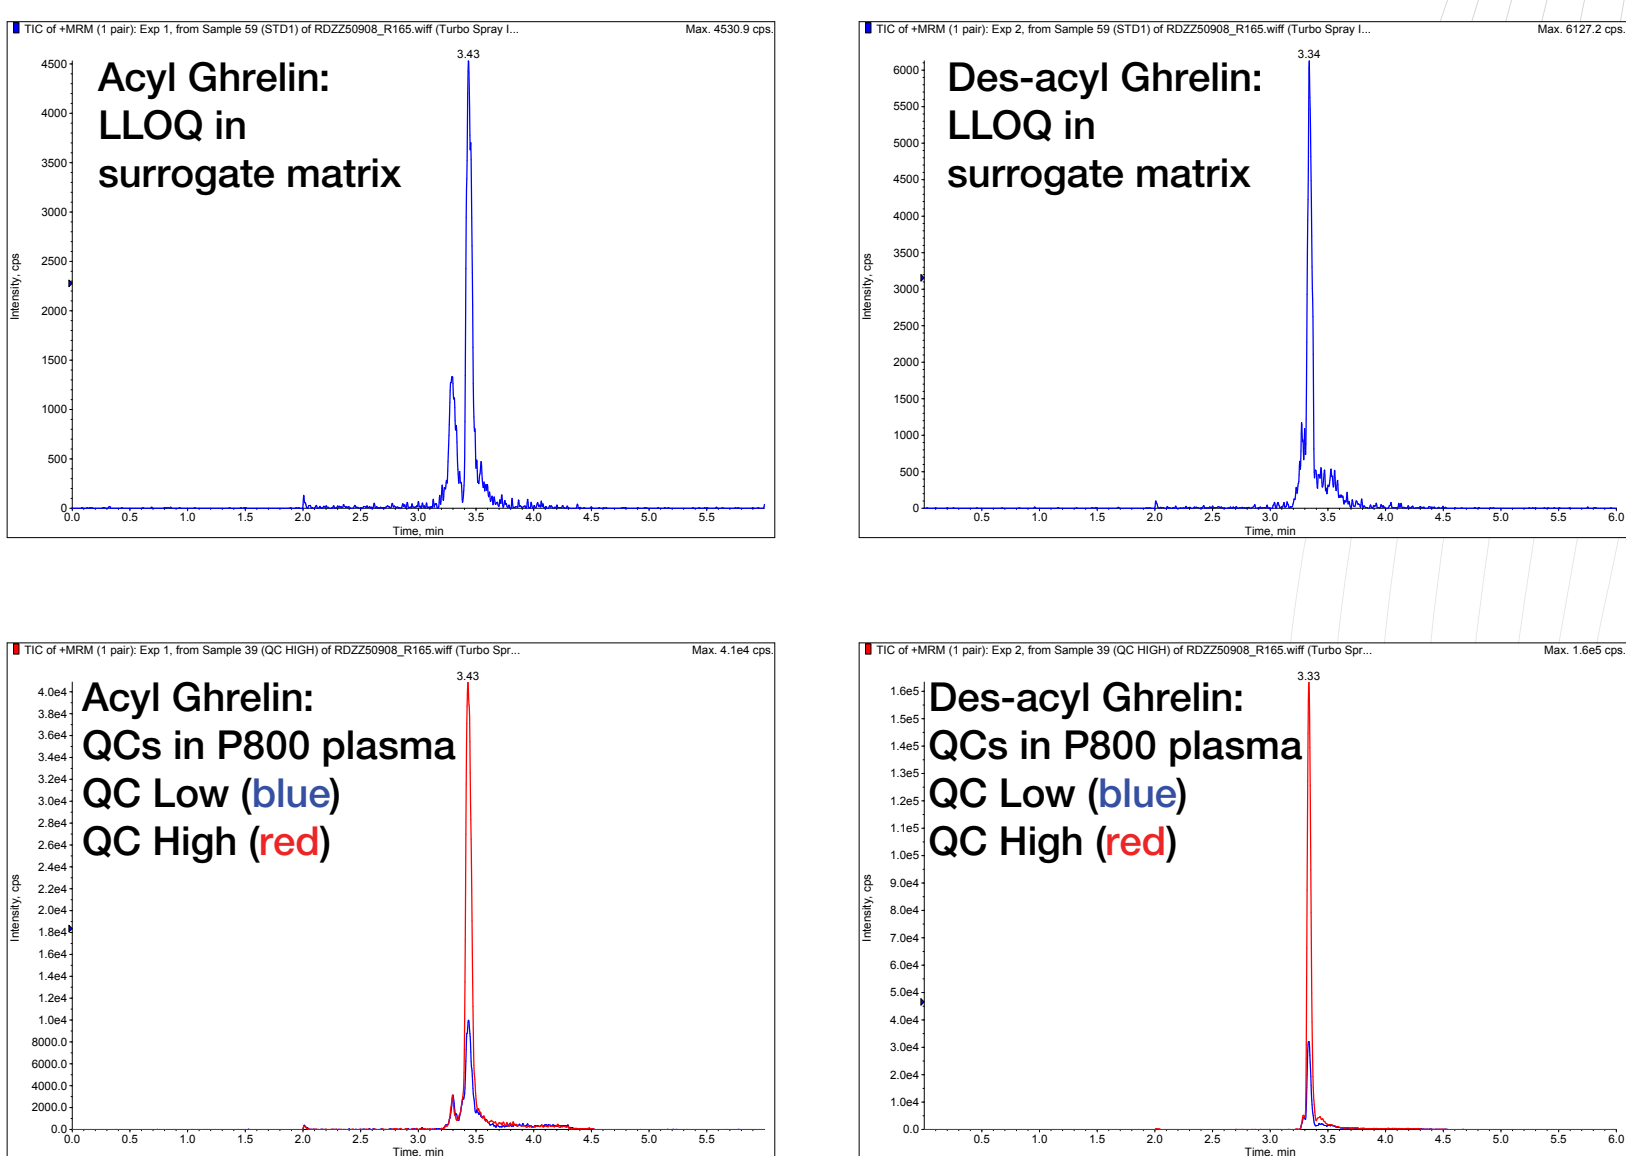 TIC of +MRM (1 pair): Exp 1, from Sample 59 (STD1) of RDZZ50908_R165.wiff (Turbo Spray I...
Max. 4530.9 cps.
3.43
Acyl Ghrelin:
LLOQ in
surrogate matrix
4500
4000
3500
3000
2500
2000
1500
1000
500
0
Intensity, cps
0.0 0.5 1.0 1.5 2.0 2.5 3.0 3.5 4.0 4.5 5.0 5.5
Time, min
TIC of +MRM (1 pair): Exp 2, from Sample 59 (STD1) of RDZZ50908_R165.wiff (Turbo Spray I...
Max. 6127.2 cps.
3.34
Des-acyl Ghrelin:
LLOQ in
surrogate matrix
6000
5500
5000
4500
4000
3500
3000
2500
2000
1500
1000
500
0
Intensity, cps
0.5 1.0 1.5 2.0 2.5 3.0 3.5 4.0 4.5 5.0 5.5 6.0
Time, min
TIC of +MRM (1 pair): Exp 1, from Sample 39 (QC HIGH) of RDZZ50908_R165.wiff (Turbo Spr...
Max. 4.1e4 cps.
3.43
Acyl Ghrelin:
QCs in P800 plasma
QC Low (blue)
QC High (red)
4.0e4
3.8e4
3.6e4
3.4e4
3.2e4
3.0e4
2.8e4
2.6e4
2.4e4
2.2e4
2.0e4
1.8e4
1.6e4
1.4e4
1.2e4
1.0e4
8000.0
6000.0
4000.0
2000.0
0.0
Intensity, cps
0.0 0.5 1.0 1.5 2.0 2.5 3.0 3.5 4.0 4.5 5.0 5.5
Time, min
TIC of +MRM (1 pair): Exp 2, from Sample 39 (QC HIGH) of RDZZ50908_R165.wiff (Turbo Spr...
Max. 1.6e5 cps.
3.33
Des-acyl Ghrelin:
QCs in P800 plasma
QC Low (blue)
QC High (red)
1.6e5
1.5e5
1.4e5
1.3e5
1.2e5
1.1e5
1.0e5
9.0e4
8.0e4
7.0e4
6.0e4
5.0e4
4.0e4
3.0e4
2.0e4
1.0e4
0.0
Intensity, cps
0.5 1.0 1.5 2.0 2.5 3.0 3.5 4.0 4.5 5.0 5.5 6.0
Time, min